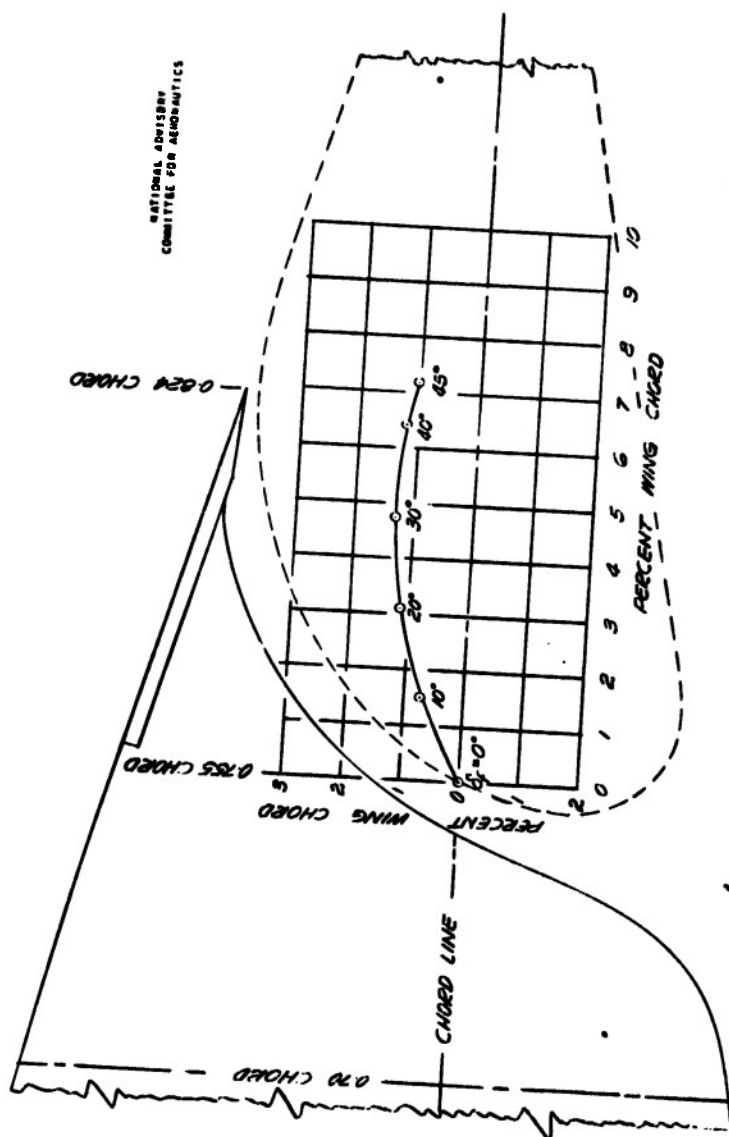 NATIONAL ADVISORY
COMMITTEE FOR AERONAUTICS
0.824 CHORD
0.755 CHORD
0.70 CHORD
CHORD LINE
PERCENT WING CHORD
3
2
1
0
1
2
δf=0°
10°
20°
30°
40°
45°
0 1 2 3 4 5 6 7 8 9 10
PERCENT WING CHORD